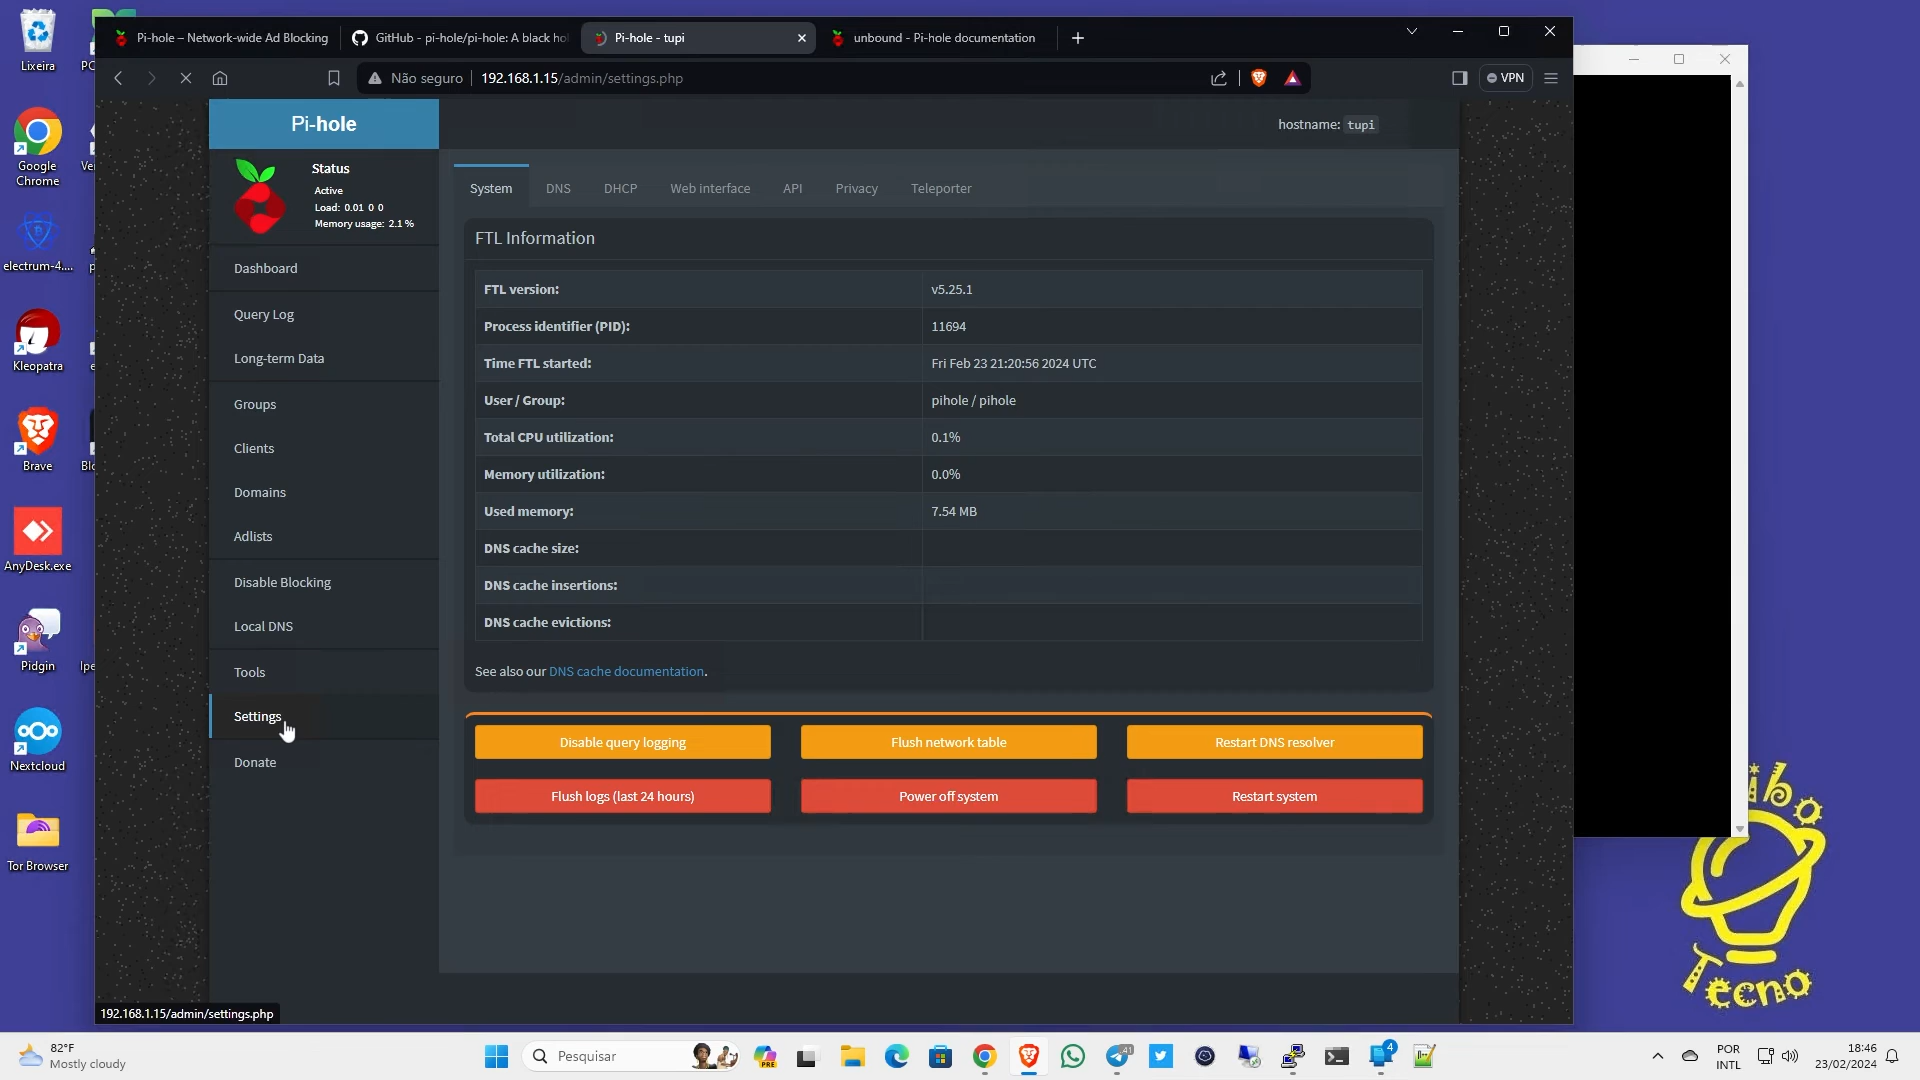 Lixeira
PC
Google
Chrome
Ver
electrum-4....
p
Kleopatra
e
Brave
Blo
AnyDesk.exe
Pidgin
Ipe
Nextcloud
Tor Browser
Pi-hole – Network-wide Ad Blocking
GitHub - pi-hole/pi-hole: A black ho
Pi-hole - tupi
unbound - Pi-hole documentation
Não seguro
192.168.1.15/admin/settings.php
VPN
Pi-hole
hostname: tupi
Status
Active
Load: 0.01 0 0
Memory usage: 2.1 %
Dashboard
Query Log
Long-term Data
Groups
Clients
Domains
Adlists
Disable Blocking
Local DNS
Tools
Settings
Donate
System
DNS
DHCP
Web interface
API
Privacy
Teleporter
FTL Information
FTL version: v5.25.1
Process identifier (PID): 11694
Time FTL started: Fri Feb 23 21:20:56 2024 UTC
User / Group: pihole / pihole
Total CPU utilization: 0.1%
Memory utilization: 0.0%
Used memory: 7.54 MB
DNS cache size:
DNS cache insertions:
DNS cache evictions:
See also our DNS cache documentation.
Disable query logging
Flush network table
Restart DNS resolver
Flush logs (last 24 hours)
Power off system
Restart system
192.168.1.15/admin/settings.php
Tecno
82°F
Mostly cloudy
Pesquisar
PRE
41
4
POR
INTL
18:46
23/02/2024